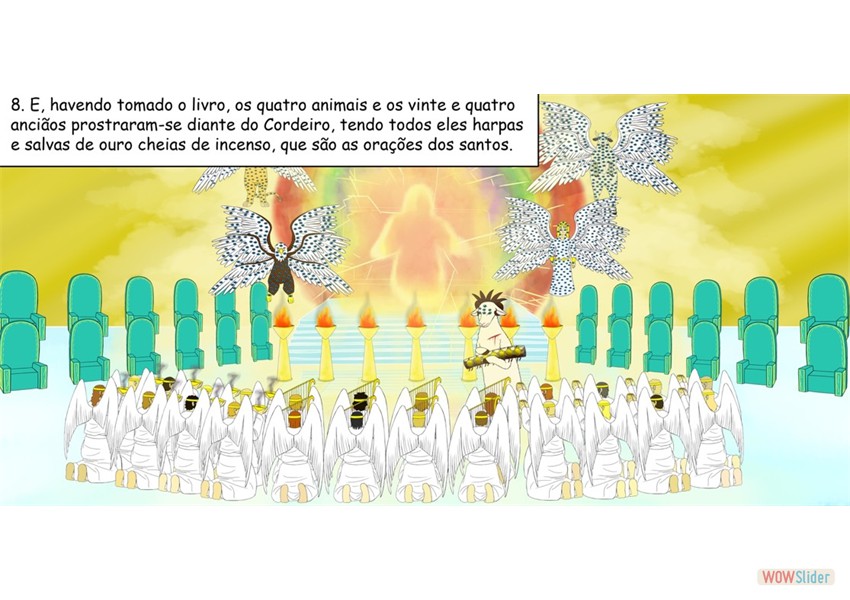 8. E, havendo tomado o livro, os quatro animais e os vinte e quatro
anciãos prostraram-se diante do Cordeiro, tendo todos eles harpas
e salvas de ouro cheias de incenso, que são as orações dos santos.
WOWSlider